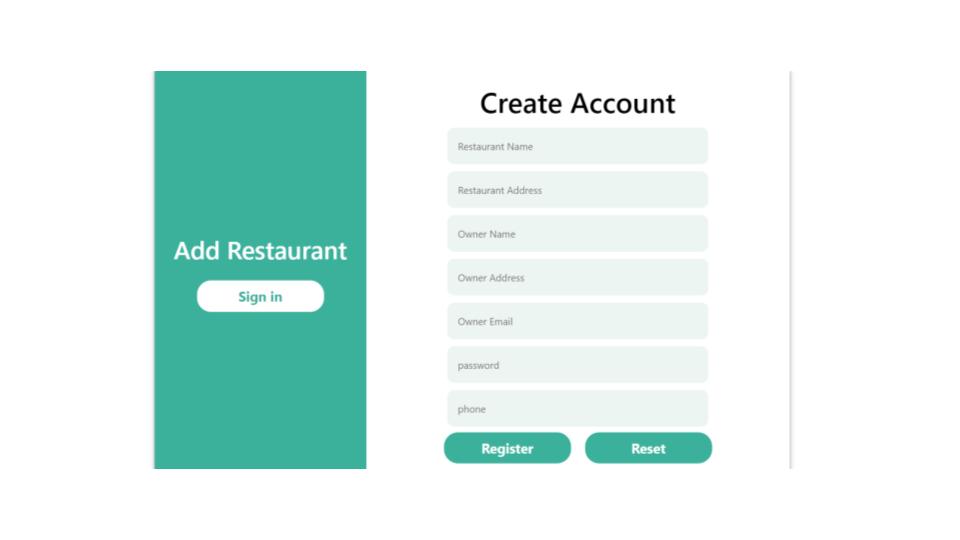 Add Restaurant
Sign in
Create Account
Restaurant Name
Restaurant Address
Owner Name
Owner Address
Owner Email
password
phone
Register
Reset